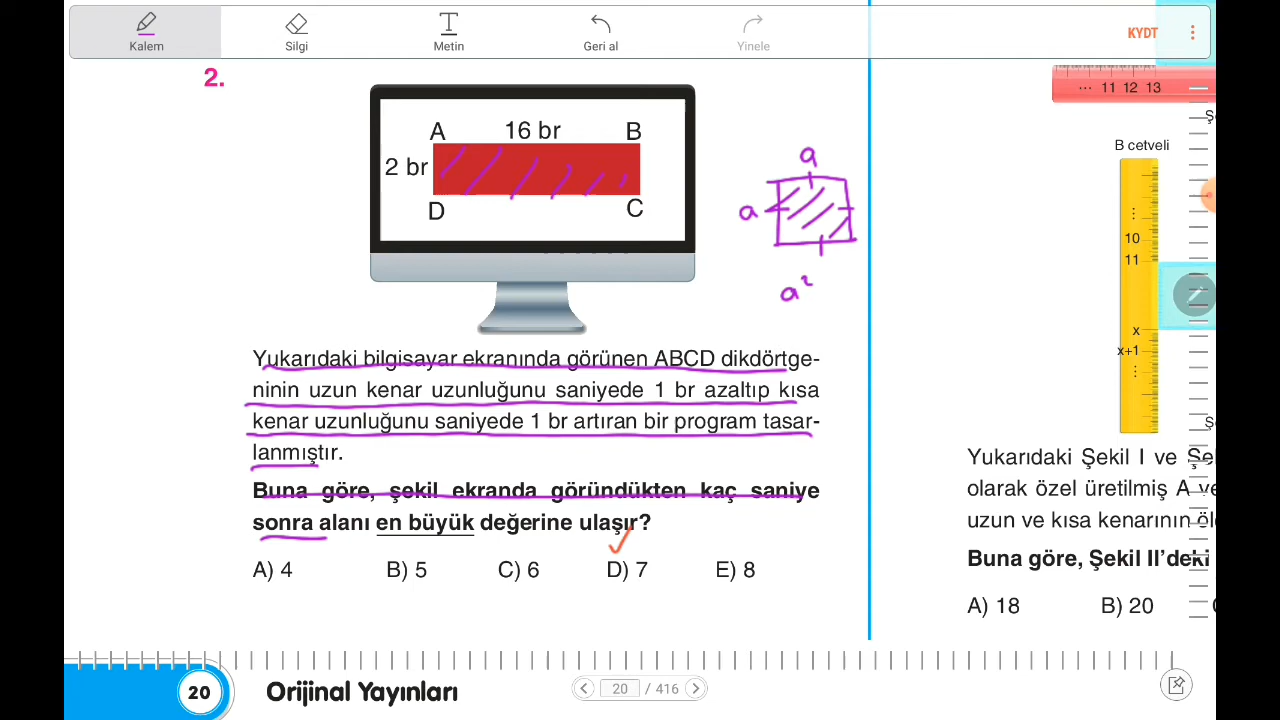 Kalem
Silgi
Metin
Geri al
Yinele
KYDT
2.
A 16 br B
2 br
D C
a
a
a²
Yukarıdaki bilgisayar ekranında görünen ABCD dikdörtge-
ninin uzun kenar uzunluğunu saniyede 1 br azaltıp kısa
kenar uzunluğunu saniyede 1 br artıran bir program tasar-
lanmıştır.
Buna göre, şekil ekranda göründükten kaç saniye
sonra alanı en büyük değerine ulaşır?
A) 4 B) 5 C) 6 D) 7 E) 8
... 11 12 13
B cetveli
⋮
10
11
x
x+1
⋮
Yukarıdaki Şekil I ve
olarak özel üretilmiş A
uzun ve kısa kenarının
Buna göre, Şekil II'deki
A) 18 B) 20
20 Orijinal Yayınları
20 / 416